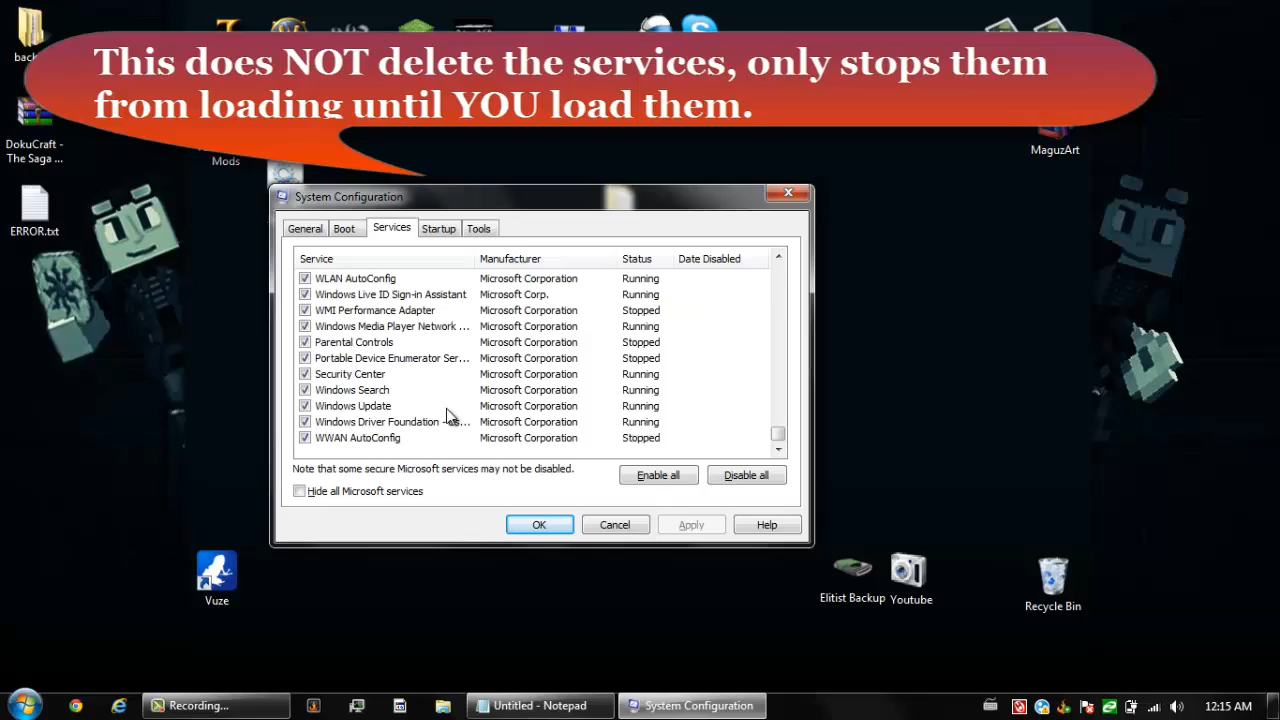 This does NOT delete the services, only stops them
from loading until YOU load them.
DokuCraft -
The Saga ...
Mods
MaguzArt
ERROR.txt
System Configuration
General Boot Services Startup Tools
Service Manufacturer Status Date Disabled
WLAN AutoConfig Microsoft Corporation Running
Windows Live ID Sign-in Assistant Microsoft Corp. Running
WMI Performance Adapter Microsoft Corporation Stopped
Windows Media Player Network ... Microsoft Corporation Running
Parental Controls Microsoft Corporation Stopped
Portable Device Enumerator Ser... Microsoft Corporation Stopped
Security Center Microsoft Corporation Running
Windows Search Microsoft Corporation Running
Windows Update Microsoft Corporation Running
Windows Driver Foundation - Microsoft Corporation Running
WWAN AutoConfig Microsoft Corporation Stopped
Note that some secure Microsoft services may not be disabled.
Enable all Disable all
Hide all Microsoft services
OK Cancel Apply Help
Vuze
Elitist Backup Youtube
Recycle Bin
Recording... Untitled - Notepad System Configuration 12:15 AM